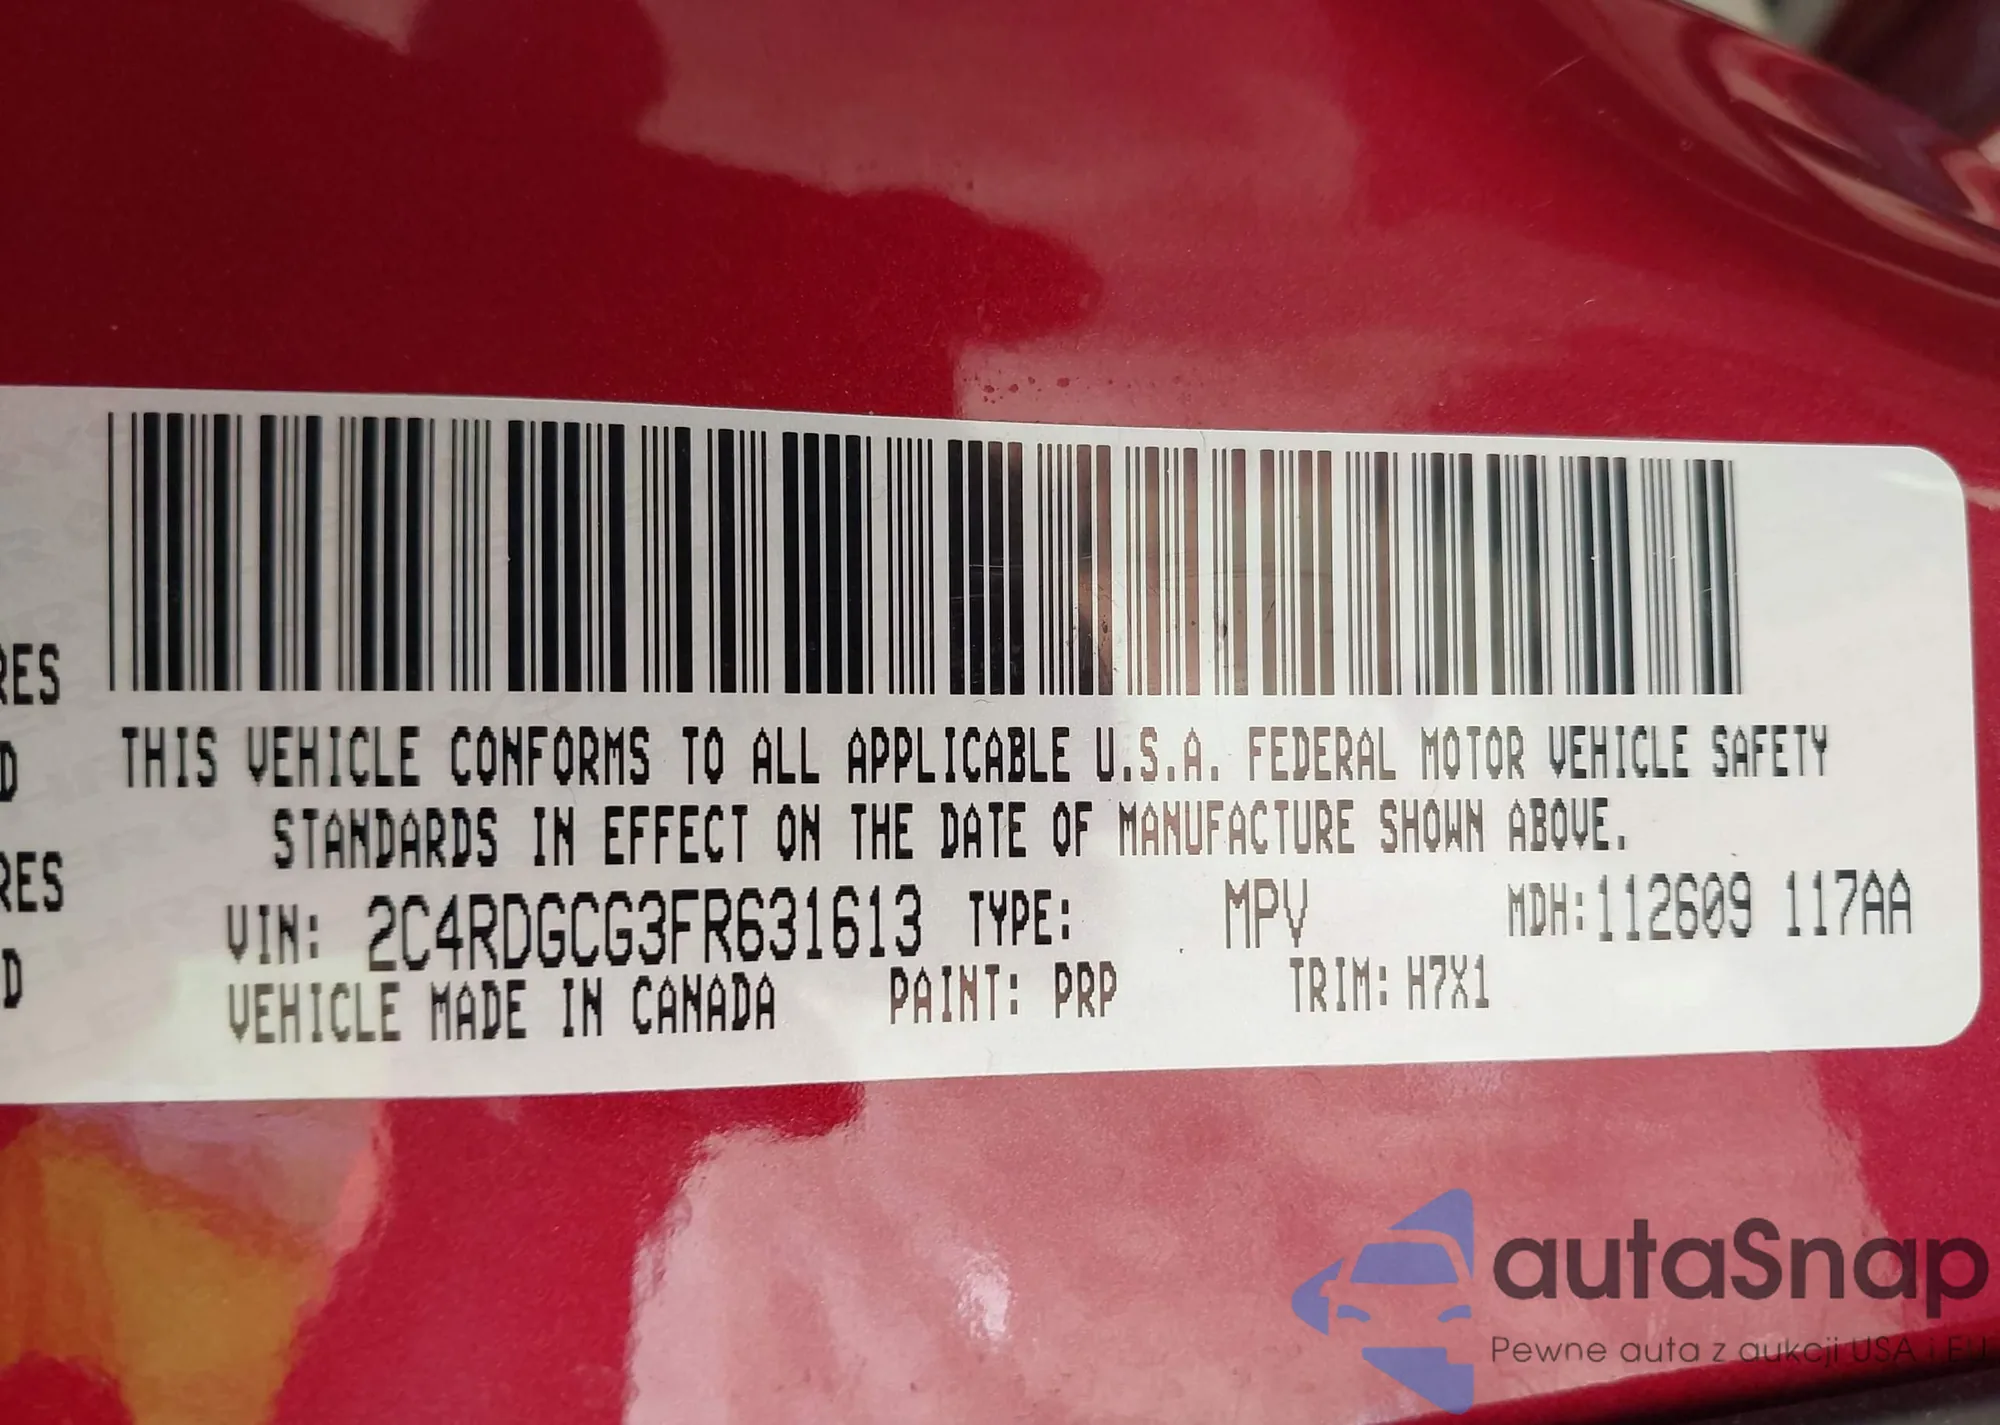 RES
THIS VEHICLE CONFORMS TO ALL APPLICABLE U.S.A. FEDERAL MOTOR VEHICLE SAFETY
D
STANDARDS IN EFFECT ON THE DATE OF MANUFACTURE SHOWN ABOVE.
RES
VIN: 2C4RDGCG3FR631613 TYPE: MPV MDH:112609 117AA
D
VEHICLE MADE IN CANADA PAINT: PRP TRIM: H7X1
autaSnap
Pewne auta z aukcji USA i EU